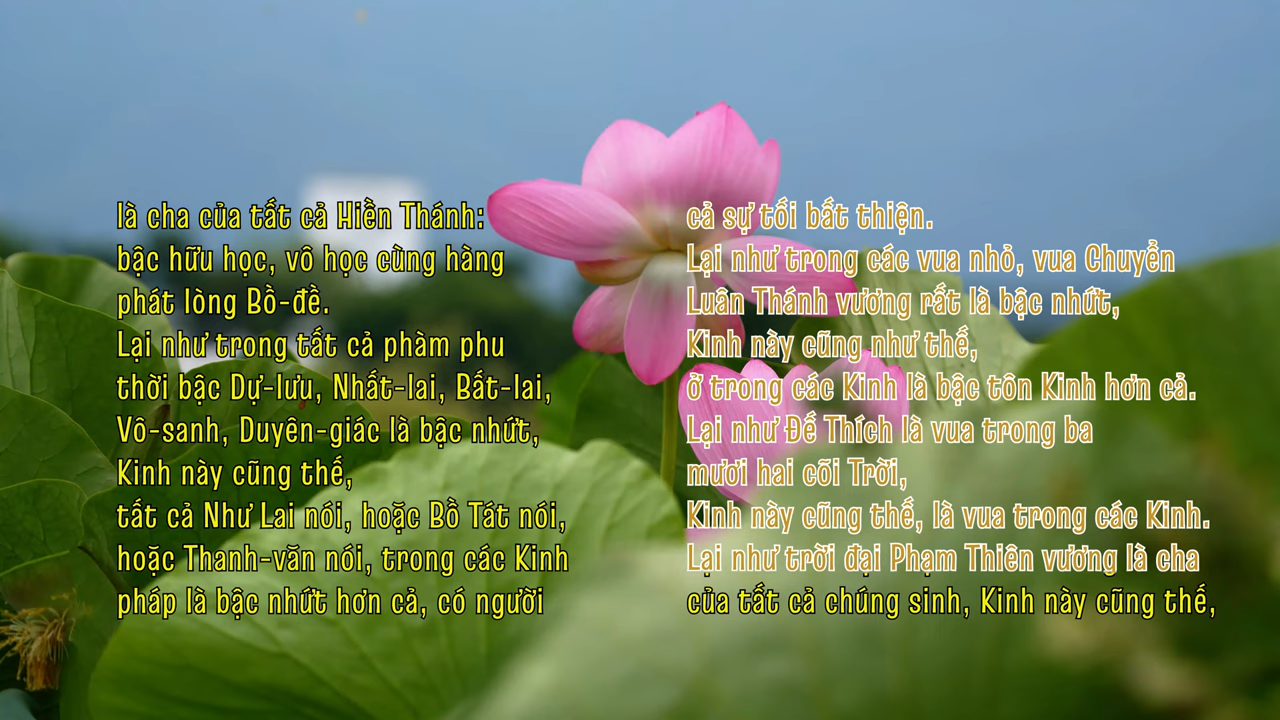 là cha của tất cả Hiền Thánh:
bậc hữu học, vô học cùng hàng
phát lòng Bồ-đề.
Lại như trong tất cả phàm phu
thời bậc Dự-lưu, Nhất-lai, Bất-lai,
Vô-sanh, Duyên-giác là bậc nhứt,
Kinh này cũng thế,
tất cả Như Lai nói, hoặc Bồ Tát nói,
hoặc Thanh-văn nói, trong các Kinh
pháp là bậc nhứt hơn cả, có người
cả sự tối bất thiện.
Lại như trong các vua nhỏ, vua Chuyển
Luân Thánh vương rất là bậc nhứt,
Kinh này cũng như thế,
ở trong các Kinh là bậc tôn Kinh hơn cả.
Lại như Đế Thích là vua trong ba
mươi hai cõi Trời,
Kinh này cũng thế, là vua trong các Kinh.
Lại như trời đại Phạm Thiên vương là cha
của tất cả chúng sinh, Kinh này cũng thế,